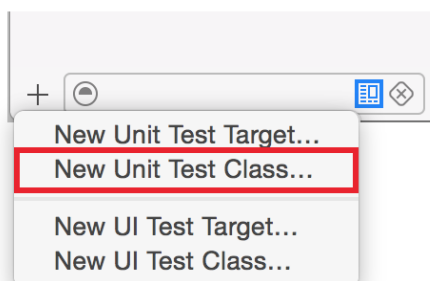 New Unit Test Target...
New Unit Test Class...
New UI Test Target...
New UI Test Class...